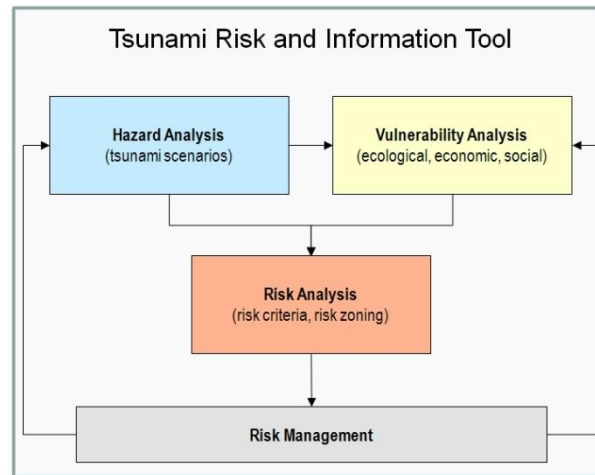 Tsunami Risk and Information Tool
Hazard Analysis
(tsunami scenarios)
Vulnerability Analysis
(ecological, economic, social)
Risk Analysis
(risk criteria, risk zoning)
Risk Management